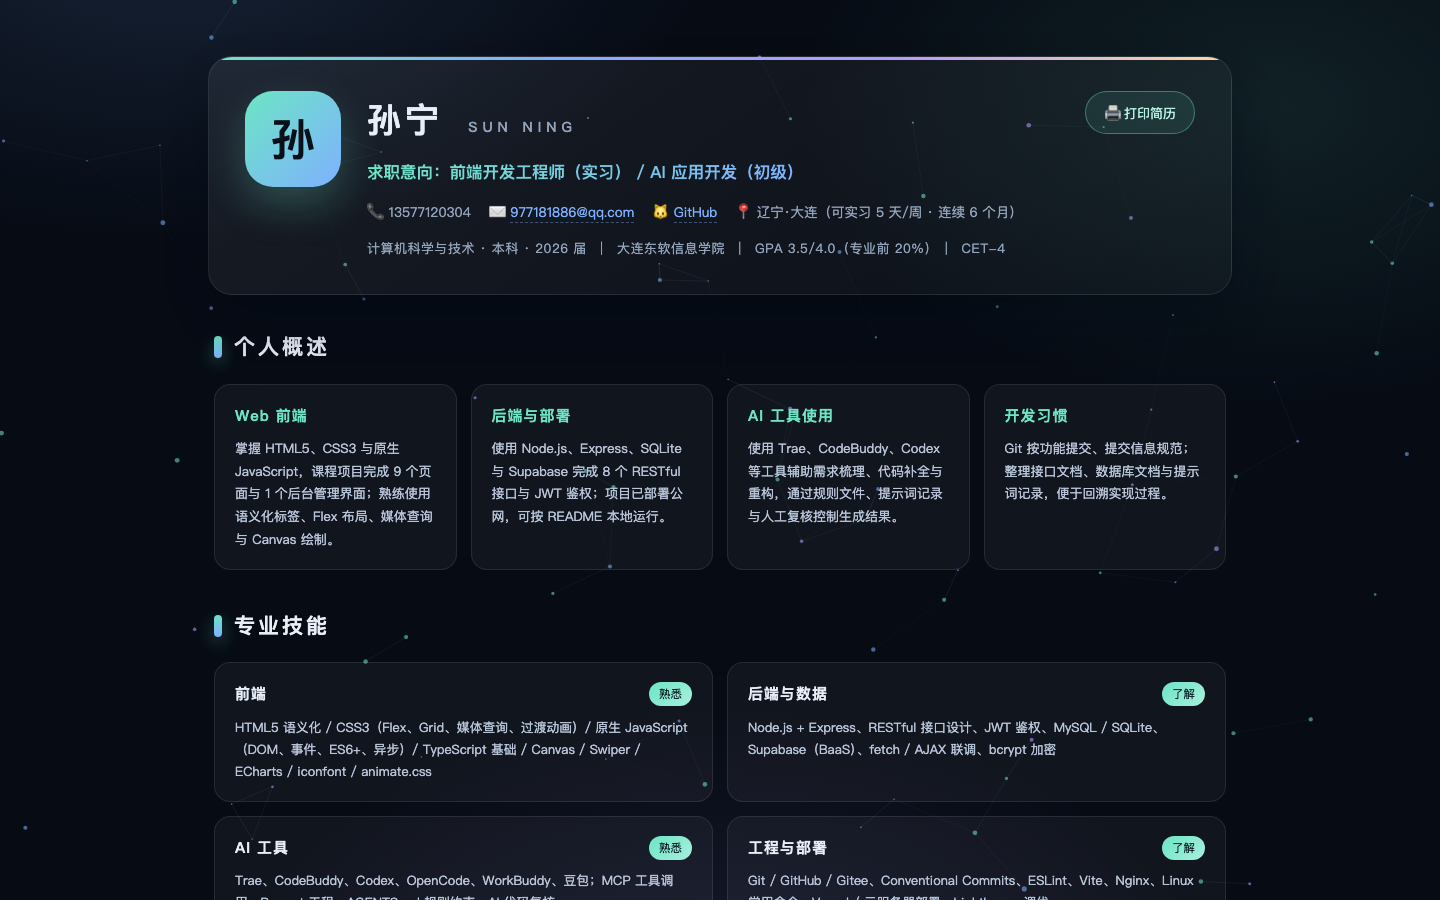 孙
孙宁 SUN NING
🖨️ 打印简历
求职意向：前端开发工程师（实习） / AI 应用开发（初级）
📞 13577120304 ✉️ 977181886@qq.com 🐱 GitHub 📍 辽宁·大连（可实习 5 天/周 · 连续 6 个月）
计算机科学与技术 · 本科 · 2026 届 | 大连东软信息学院 | GPA 3.5/4.0（专业前 20%） | CET-4
个人概述
Web 前端
掌握 HTML5、CSS3 与原生
JavaScript，课程项目完成 9 个页
面与 1 个后台管理界面；熟练使用
语义化标签、Flex 布局、媒体查询
与 Canvas 绘制。
后端与部署
使用 Node.js、Express、SQLite
与 Supabase 完成 8 个 RESTful
接口与 JWT 鉴权；项目已部署公
网，可按 README 本地运行。
AI 工具使用
使用 Trae、CodeBuddy、Codex
等工具辅助需求梳理、代码补全与
重构，通过规则文件、提示词记录
与人工复核控制生成结果。
开发习惯
Git 按功能提交、提交信息规范；
整理接口文档、数据库文档与提示
词记录，便于回溯实现过程。
专业技能
前端 熟悉
HTML5 语义化 / CSS3（Flex、Grid、媒体查询、过渡动画）/ 原生 JavaScript
（DOM、事件、ES6+、异步）/ TypeScript 基础 / Canvas / Swiper /
ECharts / iconfont / animate.css
后端与数据 了解
Node.js + Express、RESTful 接口设计、JWT 鉴权、MySQL / SQLite、
Supabase（BaaS）、fetch / AJAX 联调、bcrypt 加密
AI 工具 熟悉
Trae、CodeBuddy、Codex、OpenCode、WorkBuddy、豆包；MCP 工具调
工程与部署 了解
Git / GitHub / Gitee、Conventional Commits、ESLint、Vite、Nginx、Linux